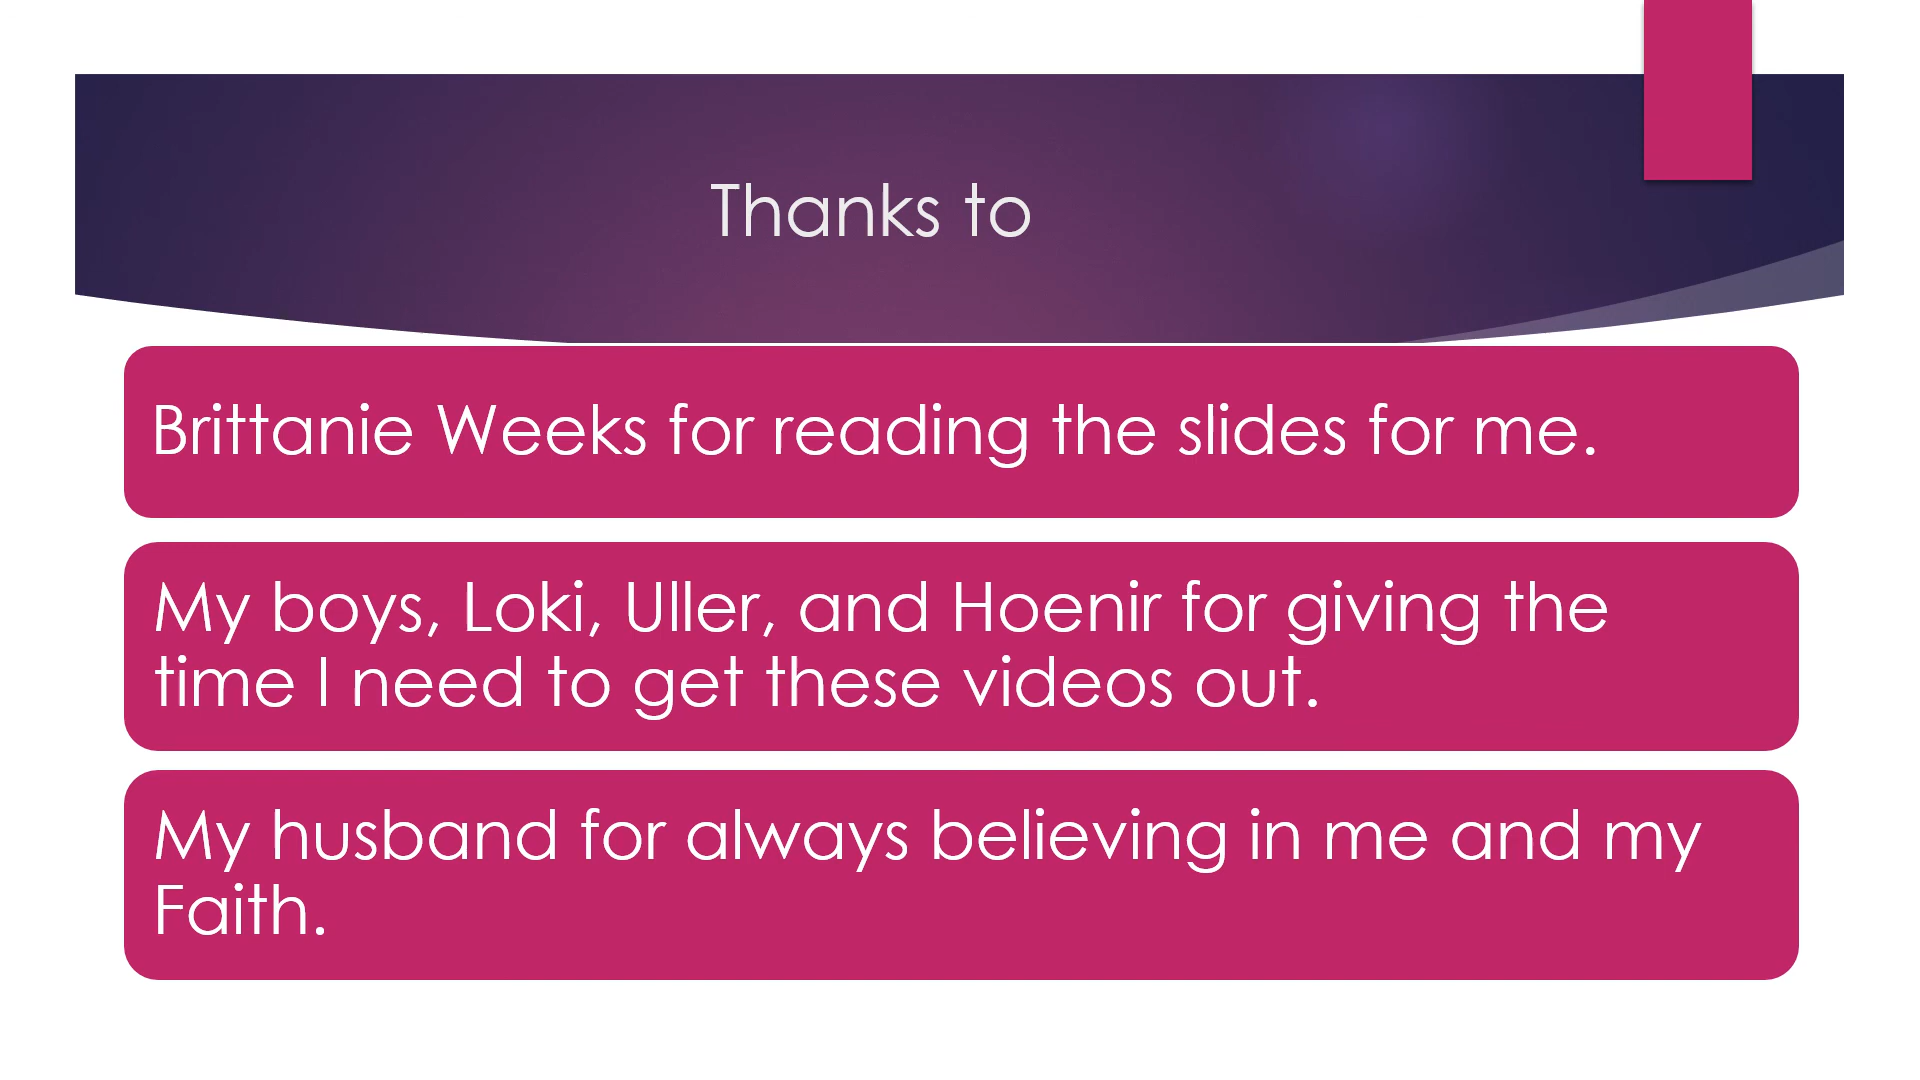 Thanks to
Brittanie Weeks for reading the slides for me.
My boys, Loki, Uller, and Hoenir for giving the
time I need to get these videos out.
My husband for always believing in me and my
Faith.